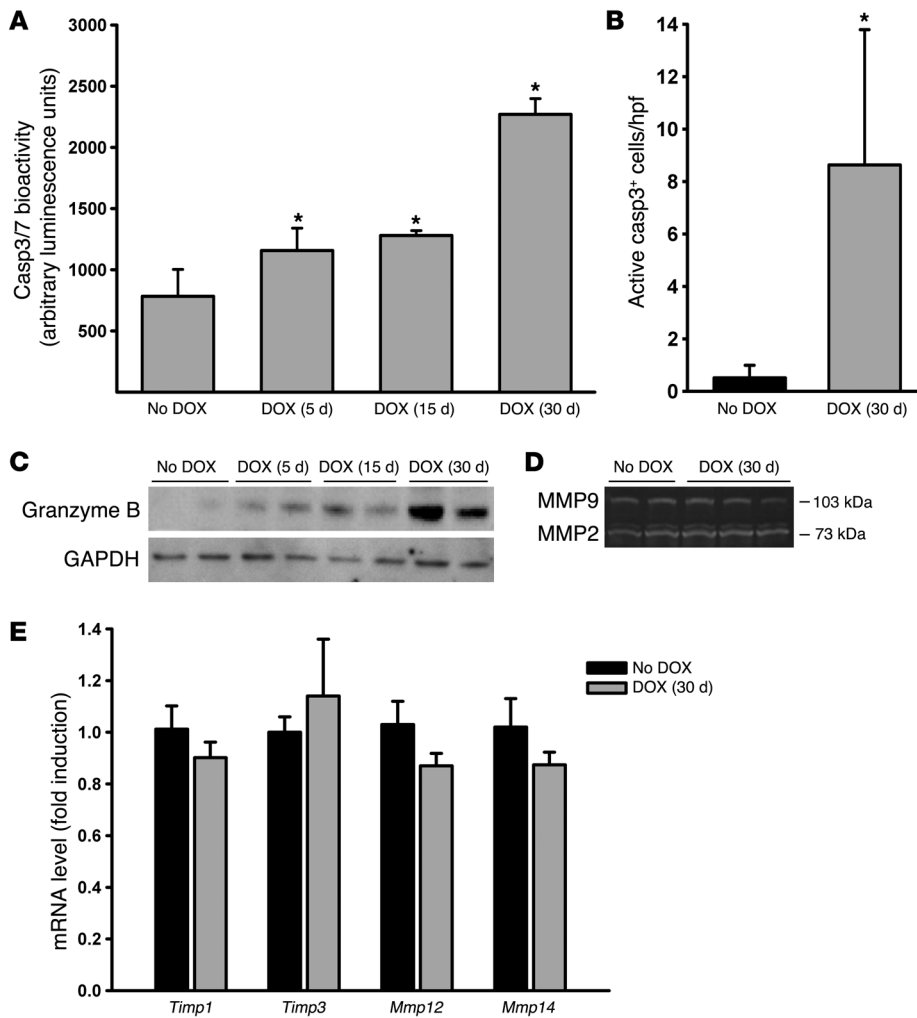 A
Casp3/7 bioactivity
(arbitrary luminescence units)
3000
2500
2000
1500
1000
500
*
*
*
No DOX
DOX (5 d)
DOX (15 d)
DOX (30 d)
B
Active casp3⁺ cells/hpf
14
12
10
8
6
4
2
0
*
No DOX
DOX (30 d)
C
No DOX DOX (5 d) DOX (15 d) DOX (30 d)
Granzyme B
GAPDH
D
No DOX DOX (30 d)
MMP9 – 103 kDa
MMP2 – 73 kDa
E
mRNA level (fold induction)
1.4
1.2
1.0
0.8
0.6
0.4
0.2
0.0
No DOX
DOX (30 d)
Timp1
Timp3
Mmp12
Mmp14